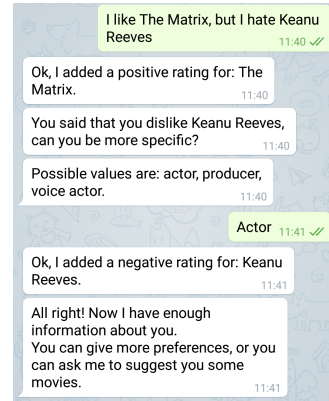 I like The Matrix, but I hate Keanu
Reeves
11:40
Ok, I added a positive rating for: The
Matrix.
11:40
You said that you dislike Keanu Reeves,
can you be more specific?
11:40
Possible values are: actor, producer,
voice actor.
11:40
Actor 11:41
Ok, I added a negative rating for: Keanu
Reeves.
11:41
All right! Now I have enough
information about you.
You can give more preferences, or you
can ask me to suggest you some
movies.
11:41